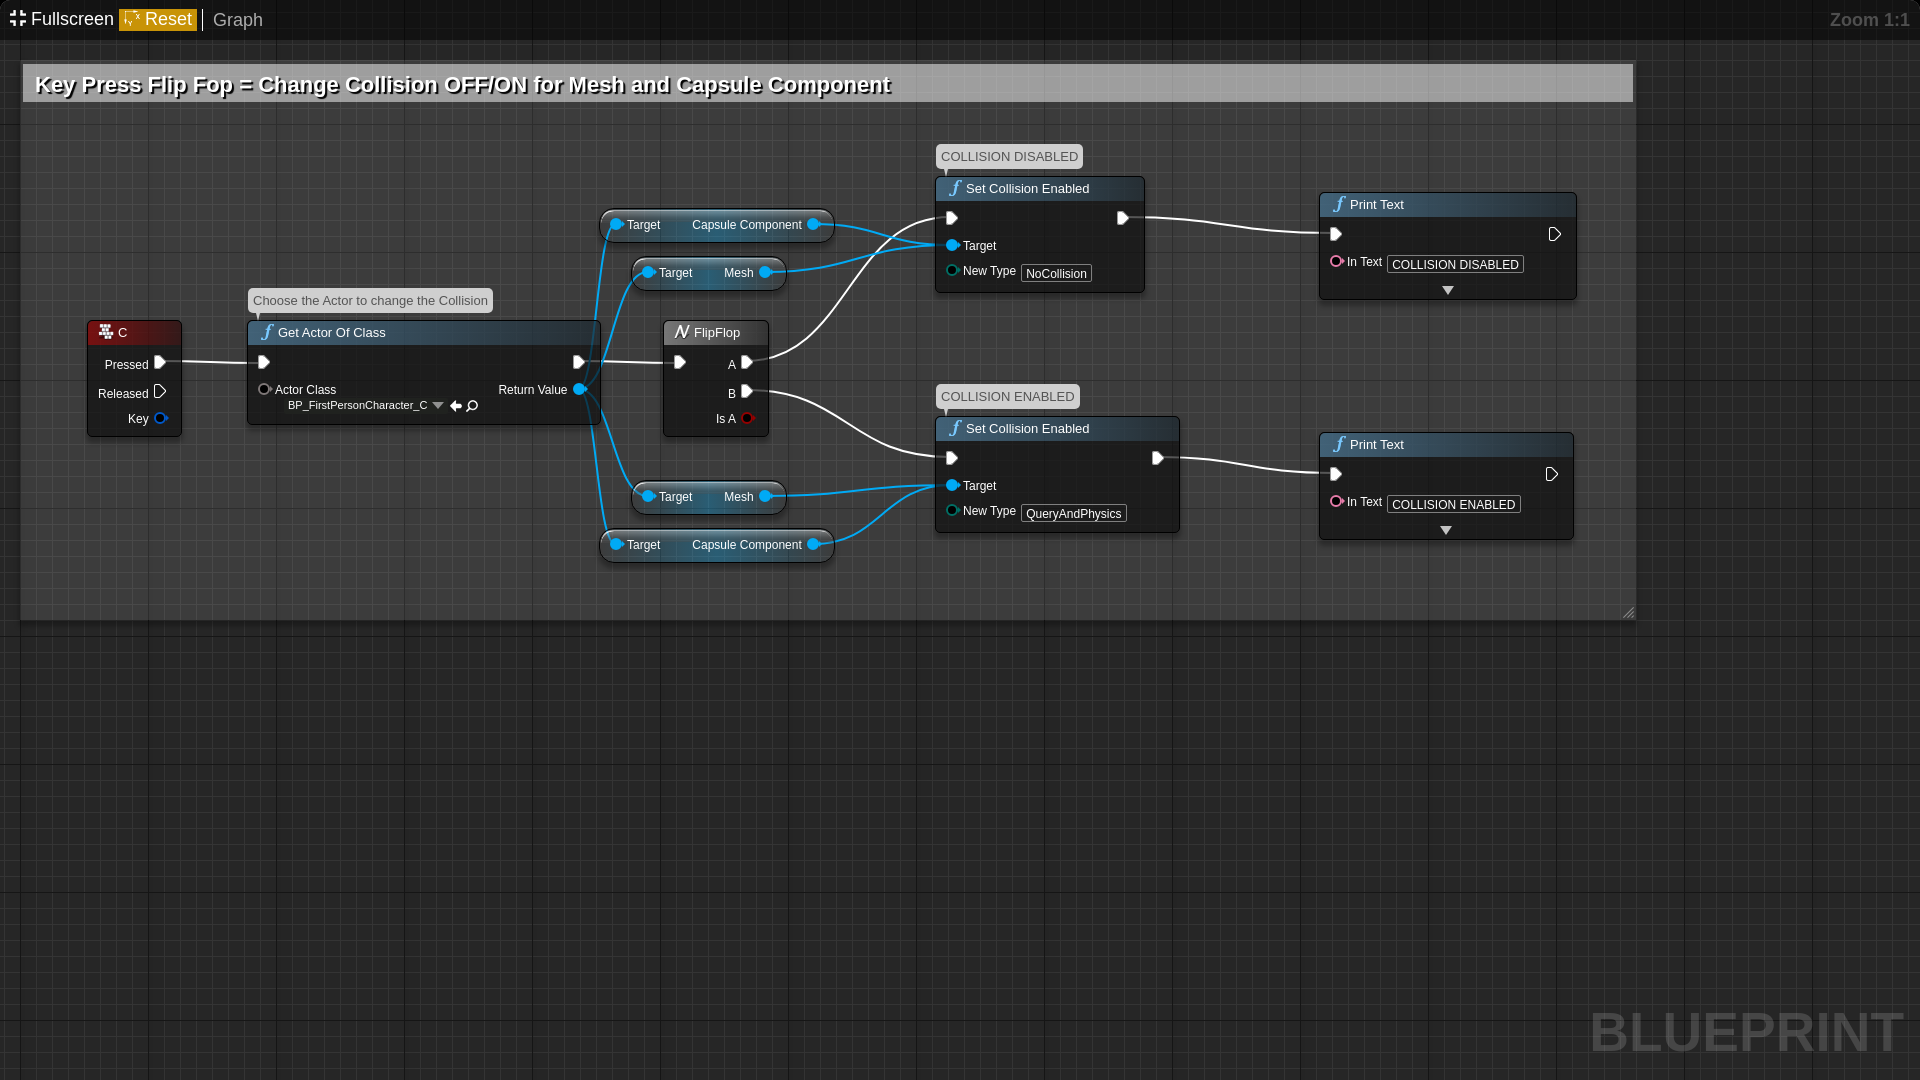 Fullscreen Reset Graph Zoom 1:1
Key Press Flip Fop = Change Collision OFF/ON for Mesh and Capsule Component
COLLISION DISABLED
Set Collision Enabled
Target
New Type NoCollision
Print Text
In Text COLLISION DISABLED
Target Capsule Component
Target Mesh
Choose the Actor to change the Collision
C
Pressed
Released
Key
Get Actor Of Class
Actor Class
BP_FirstPersonCharacter_C
Return Value
FlipFlop
A
B
Is A
COLLISION ENABLED
Set Collision Enabled
Target
New Type QueryAndPhysics
Print Text
In Text COLLISION ENABLED
Target Mesh
Target Capsule Component
BLUEPRINT